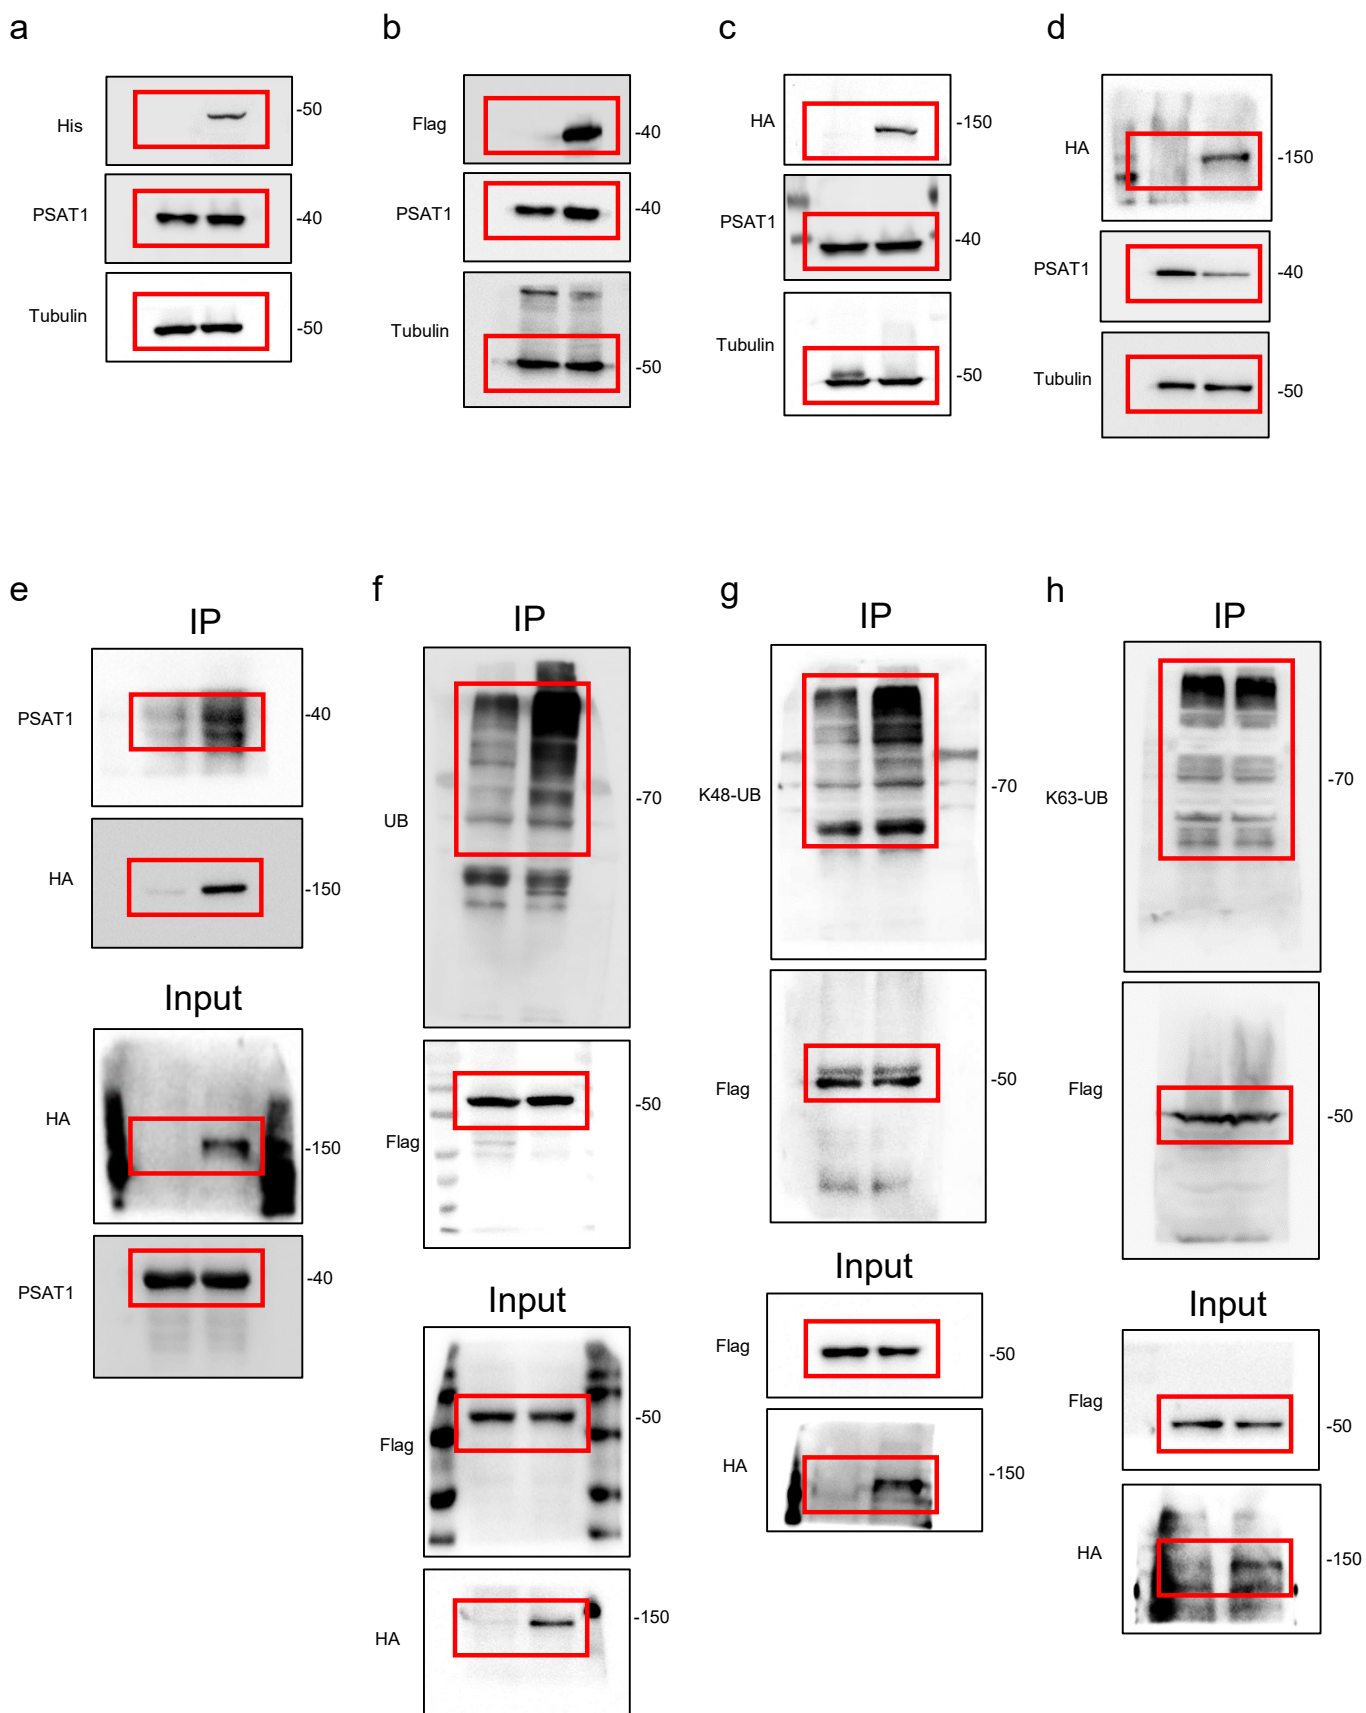 a
His
-50
PSAT1
-40
Tubulin
-50
b
Flag
-40
PSAT1
-40
Tubulin
-50
c
HA
-150
PSAT1
-40
Tubulin
-50
d
HA
-150
PSAT1
-40
Tubulin
-50
e
IP
PSAT1
-40
HA
-150
Input
HA
-150
PSAT1
-40
f
IP
UB
-70
Flag
-50
Input
Flag
-50
HA
-150
g
IP
K48-UB
-70
Flag
-50
Input
Flag
-50
HA
-150
h
IP
K63-UB
-70
Flag
-50
Input
Flag
-50
HA
-150